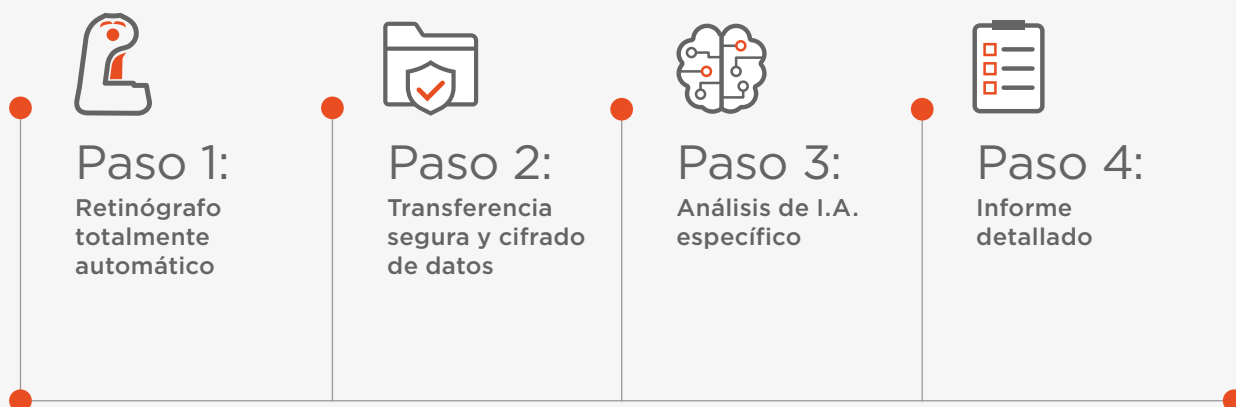 Paso 1:
Retinógrafo
totalmente
automático
Paso 2:
Transferencia
segura y cifrado
de datos
Paso 3:
Análisis de I.A.
específico
Paso 4:
Informe
detallado